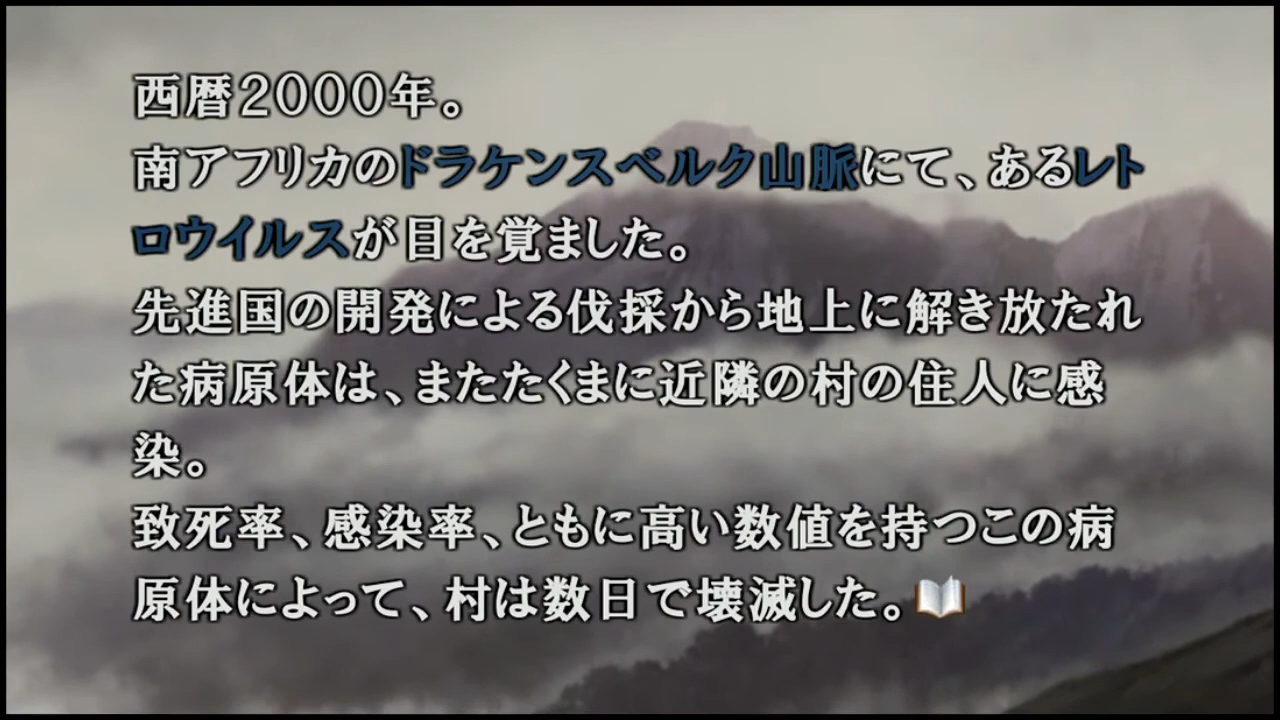 西暦２０００年。
南アフリカのドラケンスベルク山脈にて、あるレト
ロウイルスが目を覚ました。
先進国の開発による伐採から地上に解き放たれ
た病原体は、またたくまに近隣の村の住人に感
染。
致死率、感染率、ともに高い数値を持つこの病
原体によって、村は数日で壊滅した。